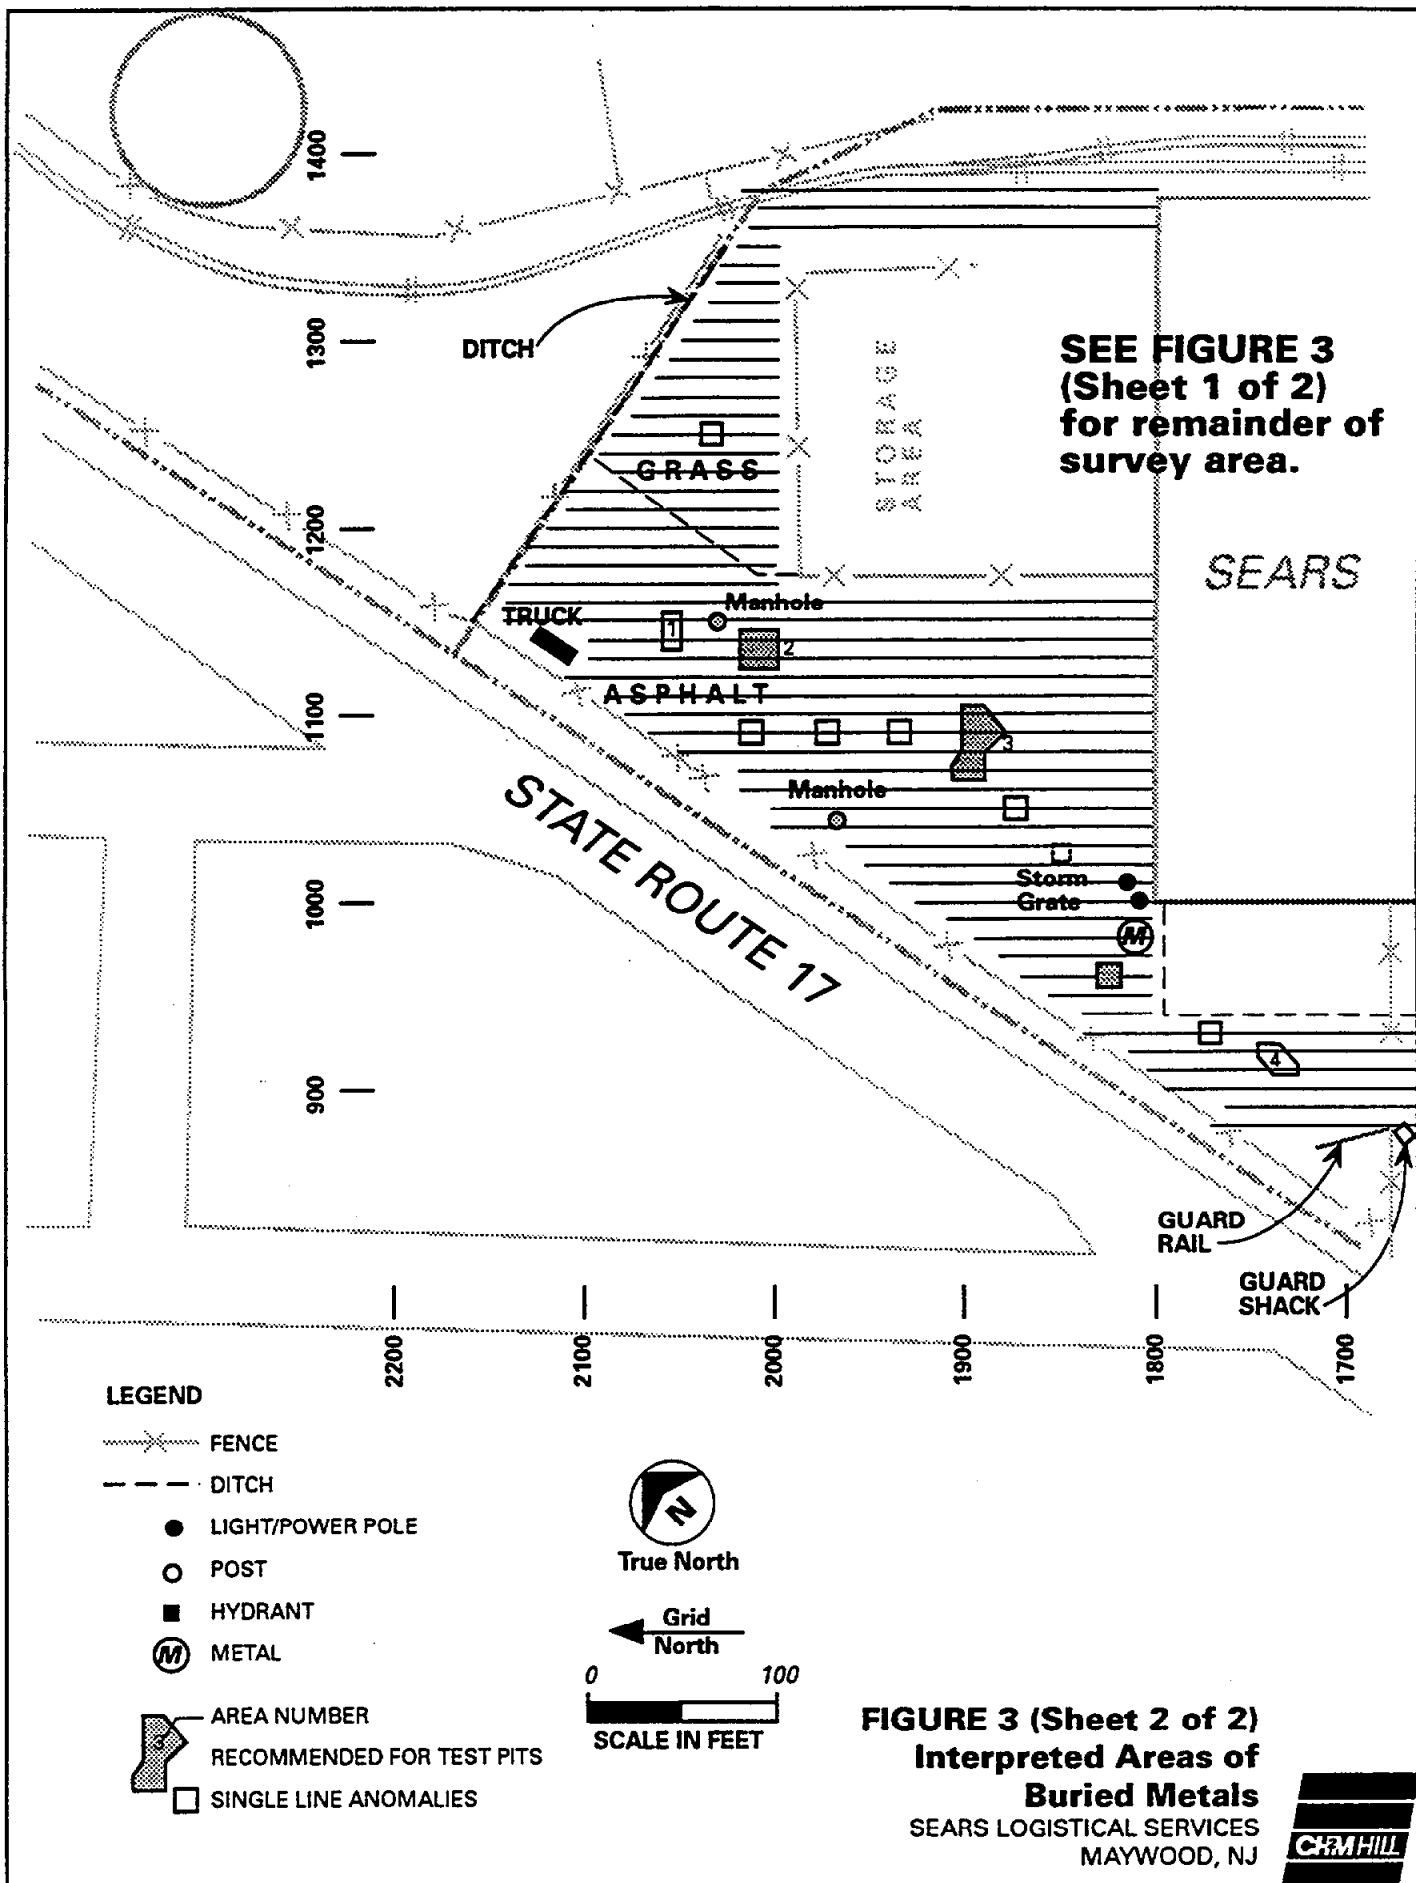 1400
1300
1200
1100
1000
900
DITCH
SEE FIGURE 3
(Sheet 1 of 2)
for remainder of
survey area.
STORAGE
AREA
GRASS
SEARS
TRUCK
Manhole
1
2
ASPHALT
3
Manhole
STATE ROUTE 17
Storm
Grate
M
4
GUARD
RAIL
GUARD
SHACK
2200
2100
2000
1900
1800
1700
LEGEND
FENCE
DITCH
LIGHT/POWER POLE
POST
HYDRANT
M
METAL
3
AREA NUMBER
RECOMMENDED FOR TEST PITS
SINGLE LINE ANOMALIES
N
True North
Grid
North
0 100
SCALE IN FEET
FIGURE 3 (Sheet 2 of 2)
Interpreted Areas of
Buried Metals
SEARS LOGISTICAL SERVICES
MAYWOOD, NJ
CH2M HILL